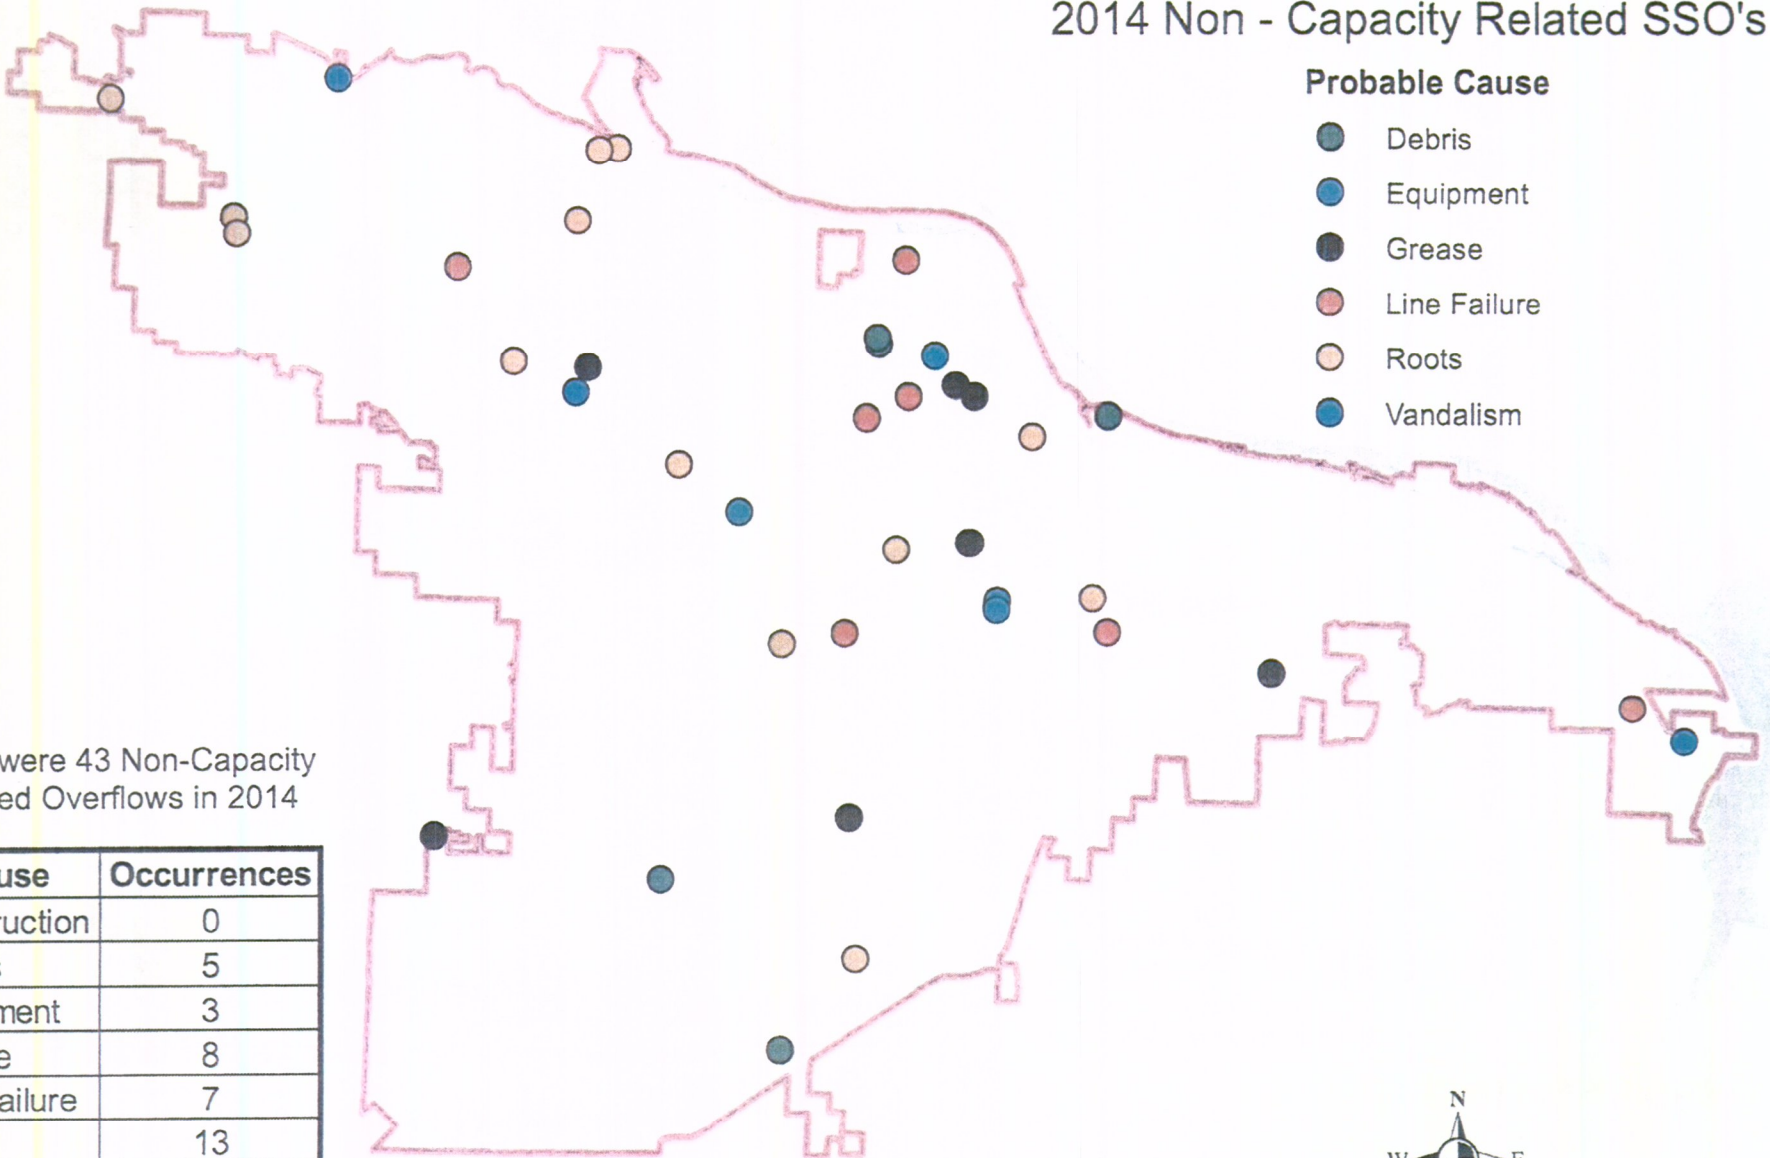 2014 Non - Capacity Related SSO's
Probable Cause
Debris
Equipment
Grease
Line Failure
Roots
Vandalism
were 43 Non-Capacity
ed Overflows in 2014
use Occurrences
ruction 0
s 5
ment 3
e 8
ailure 7
13
N
W E